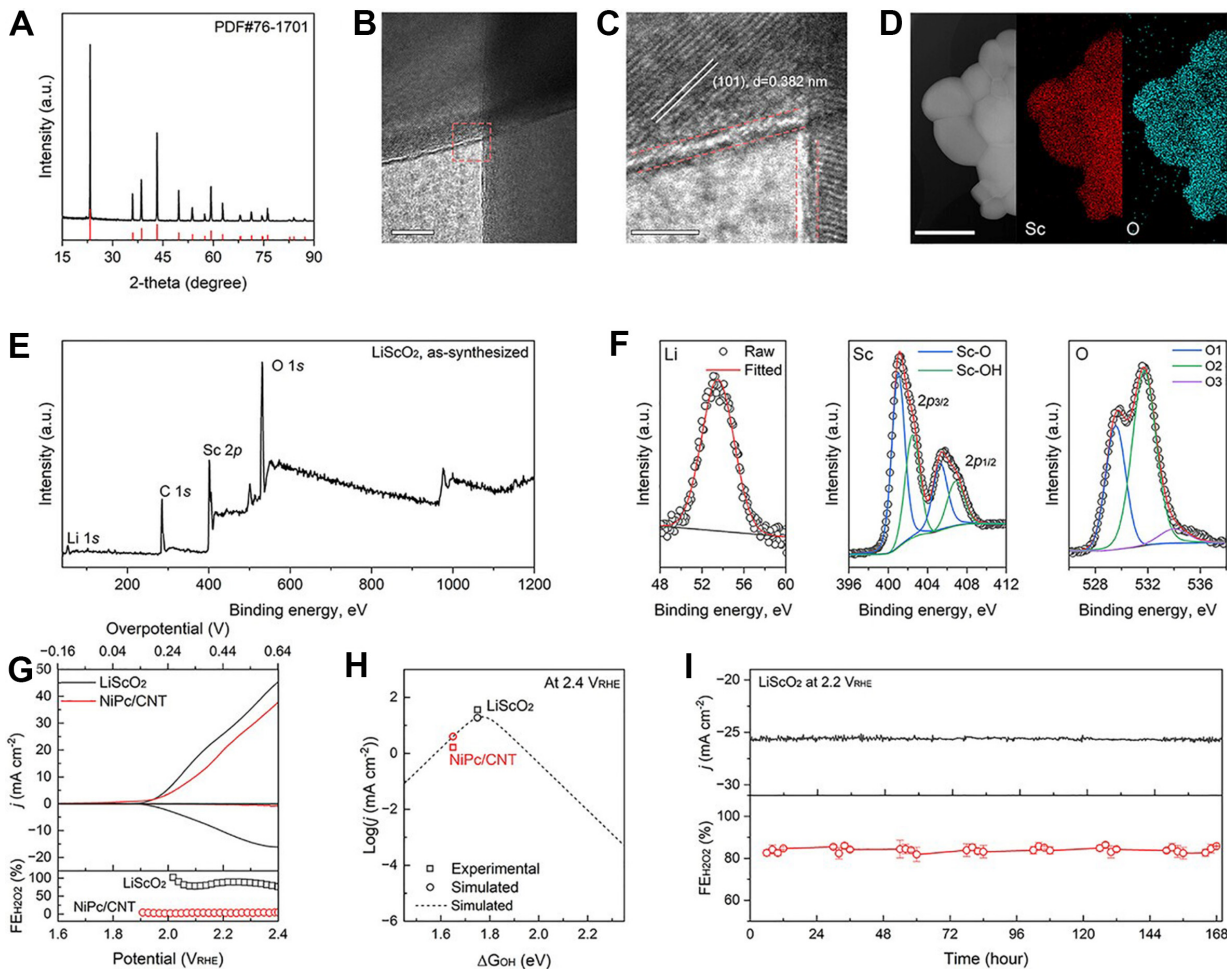 A
PDF#76-1701
Intensity (a.u.)
15 30 45 60 75 90
2-theta (degree)
B
C
(101), d=0.382 nm
D
Sc
O
E
LiScO2, as-synthesized
O 1s
Sc 2p
C 1s
Li 1s
Intensity (a.u.)
200 400 600 800 1000 1200
Binding energy, eV
F
Li
Raw
Fitted
Intensity (a.u.)
48 52 56 60
Binding energy, eV
Sc
Sc-O
Sc-OH
2p3/2
2p1/2
Intensity (a.u.)
396 400 404 408 412
Binding energy, eV
O
O1
O2
O3
Intensity (a.u.)
528 532 536
Binding energy, eV
G
Overpotential (V)
−0.16 0.04 0.24 0.44 0.64
50
40
30
20
10
0
−10
−20
j (mA cm−2)
LiScO2
NiPc/CNT
100
50
0
FEH2O2 (%)
LiScO2
NiPc/CNT
1.6 1.8 2.0 2.2 2.4
Potential (VRHE)
H
At 2.4 VRHE
4
2
0
−2
−4
−6
Log(j (mA cm−2))
LiScO2
NiPc/CNT
Experimental
Simulated
Simulated
1.6 1.8 2.0 2.2
ΔGOH (eV)
I
LiScO2 at 2.2 VRHE
−20
−25
−30
j (mA cm−2)
100
80
60
FEH2O2 (%)
0 24 48 72 96 120 144 168
Time (hour)